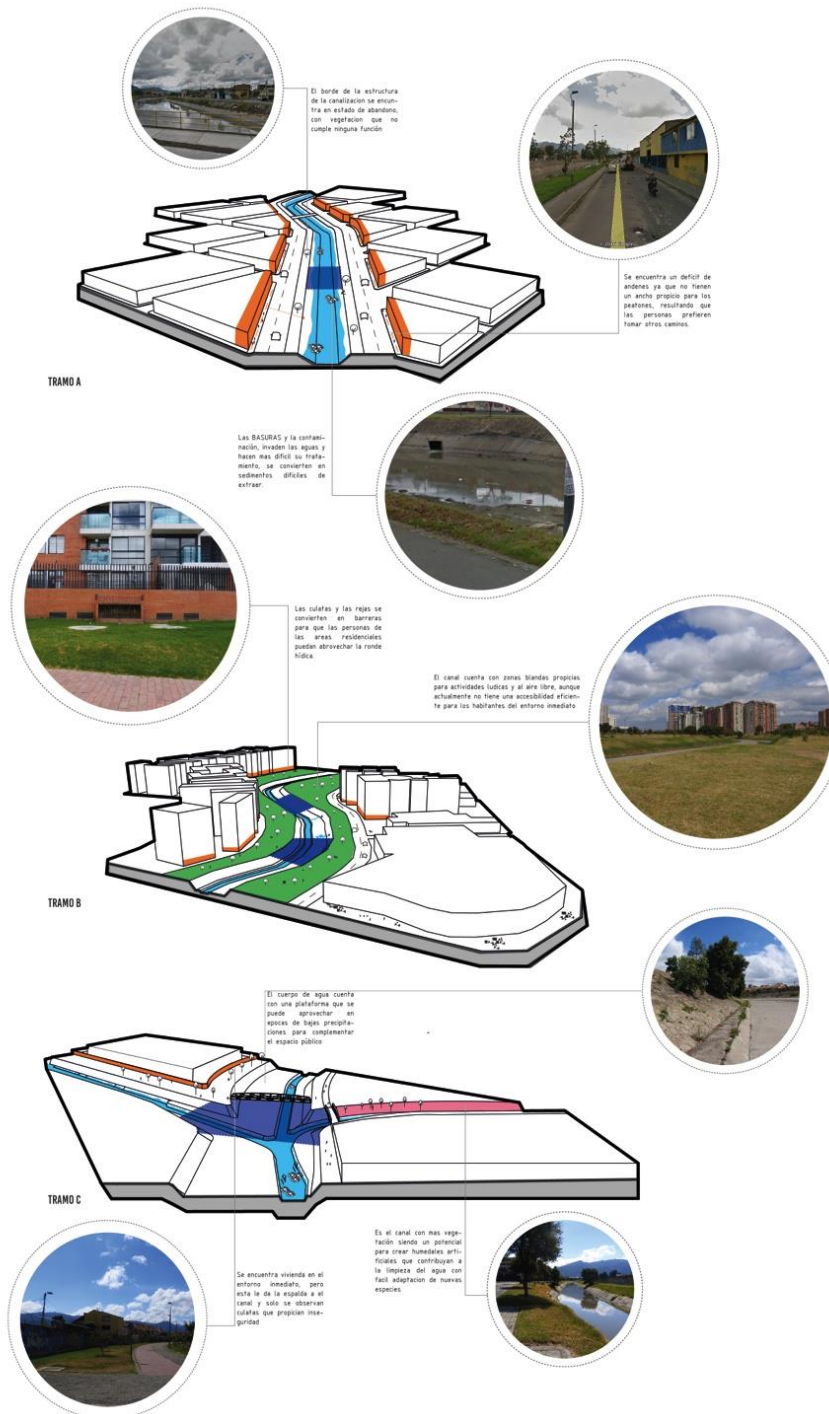 El borde de la estructura
de la canalizacion se encun-
tra en estado de abandono,
con vegetacion que no
cumple ninguna función
Se encuentra un deficit de
andenes ya que no tienen
un ancho propicio para los
peatones, resultando que
las personas prefieren
tomar otros caminos.
TRAMO A
Las BASURAS y la contami-
nación, invaden las aguas y
hacen mas dificil su trata-
miento, se convierten en
sedimentos dificiles de
extraer.
Las culatas y las rejas se
convierten en barreras
para que las personas de
las areas residenciales
puedan abrovechar la ronde
hídica.
El canal cuenta con zonas blandas propicias
para actividades ludicas y al aire libre, aunque
actualmente no tiene una accesibilidad eficien-
te para los habitantes del entorno inmediato
TRAMO B
El cuerpo de agua cuenta
con una plataforma que se
puede aprovechar en
epocas de bajas precipita-
ciones para complementar
el espacio público
TRAMO C
Se encuentra vivienda en el
entorno inmediato, pero
esta le da la espalda a el
canal y solo se observan
culatas que propician inse-
guridad
Es el canal con mas vege-
tación siendo un potencial
para crear humedales arti-
ficiales que contribuyan a
la limpieza del agua con
facil adaptacion de nuevas
especies